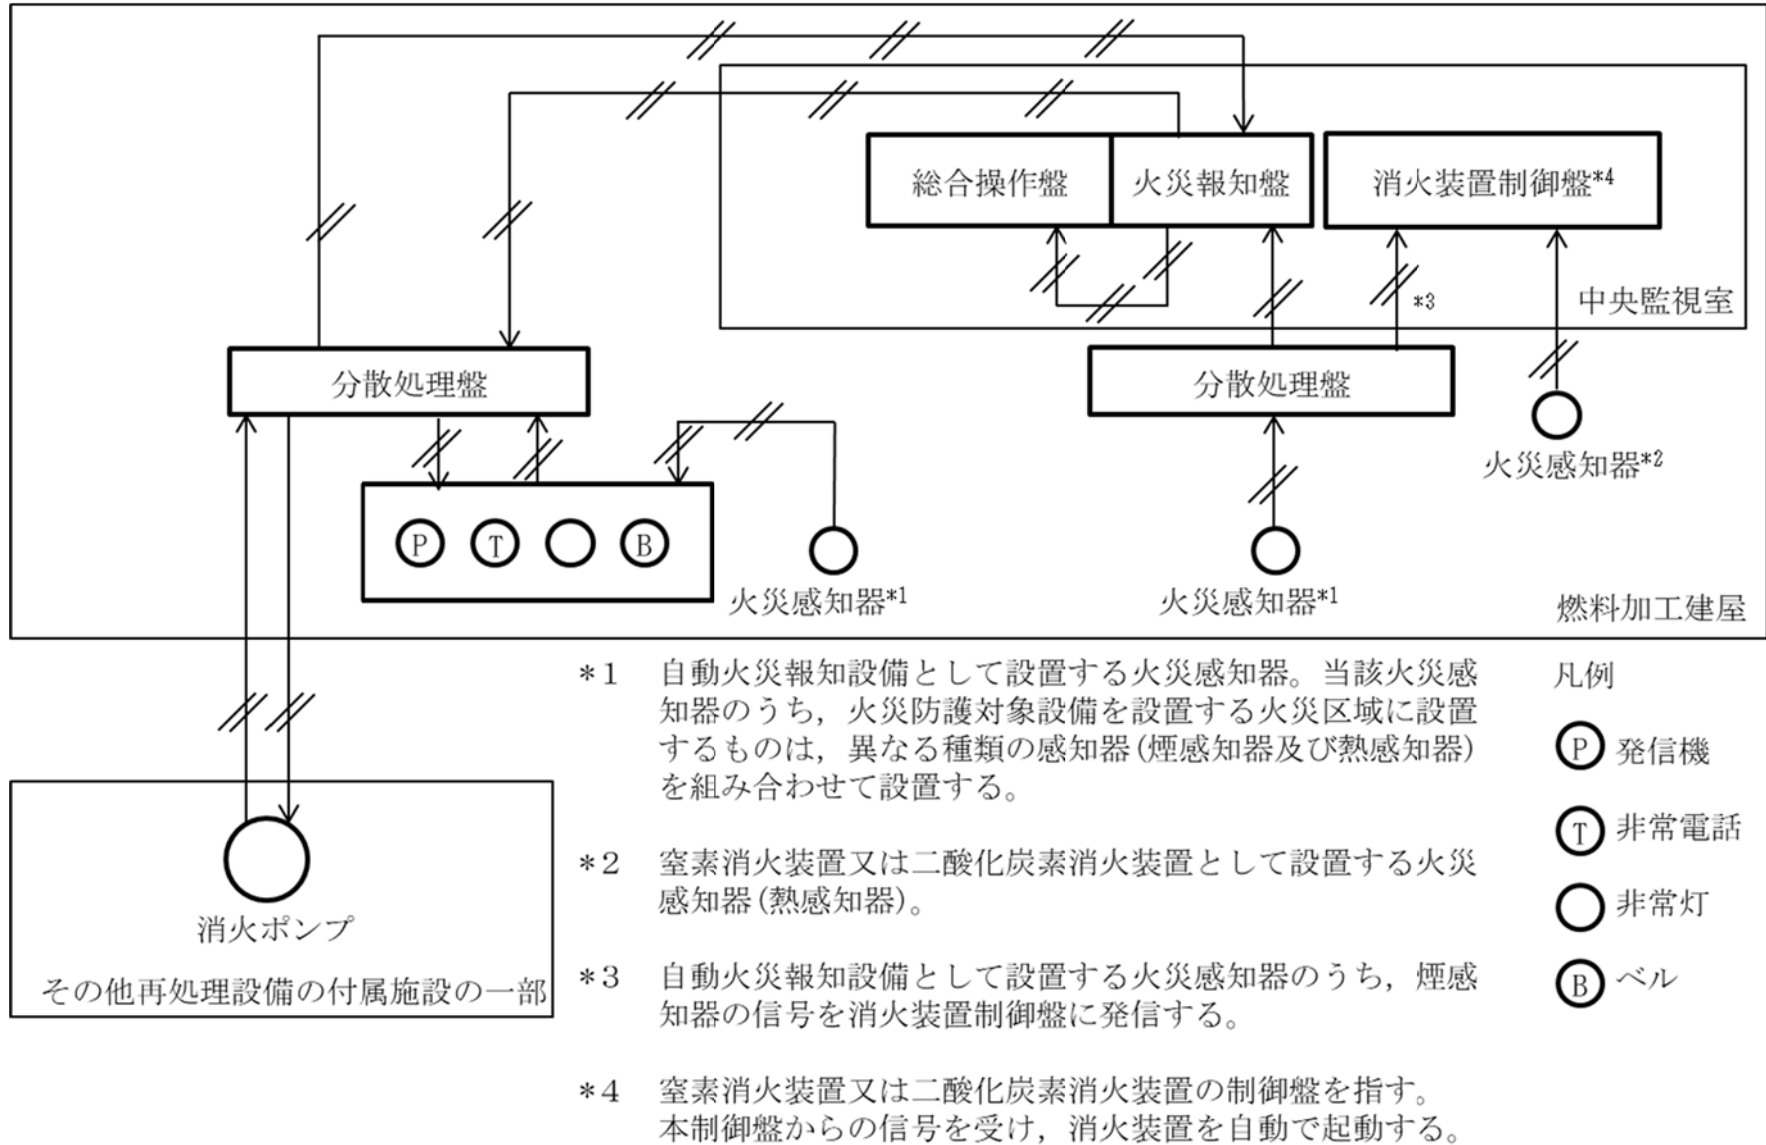 総合操作盤
火災報知盤
消火装置制御盤*4
*3
中央監視室
分散処理盤
分散処理盤
火災感知器*2
P
T
B
火災感知器*1
火災感知器*1
燃料加工建屋
消火ポンプ
その他再処理設備の付属施設の一部
*1 自動火災報知設備として設置する火災感知器。当該火災感
知器のうち，火災防護対象設備を設置する火災区域に設置
するものは，異なる種類の感知器(煙感知器及び熱感知器)
を組み合わせて設置する。
*2 窒素消火装置又は二酸化炭素消火装置として設置する火災
感知器(熱感知器)。
*3 自動火災報知設備として設置する火災感知器のうち，煙感
知器の信号を消火装置制御盤に発信する。
*4 窒素消火装置又は二酸化炭素消火装置の制御盤を指す。
本制御盤からの信号を受け，消火装置を自動で起動する。
凡例
P 発信機
T 非常電話
非常灯
B ベル